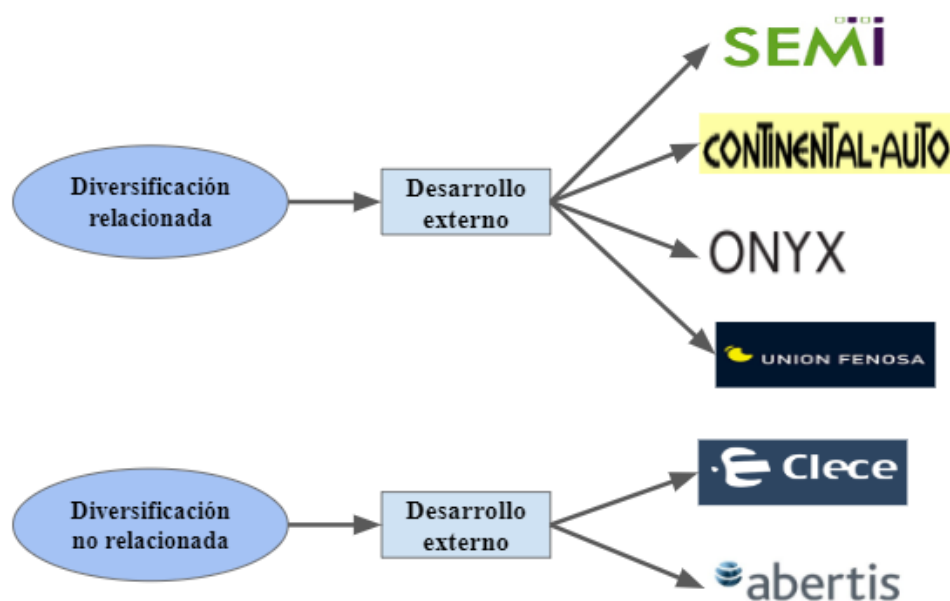 SEMi
CONTINENTAL-AUTO
Diversificación
relacionada
Desarrollo
externo
ONYX
UNION FENOSA
Diversificación
no relacionada
Desarrollo
externo
Clece
abertis